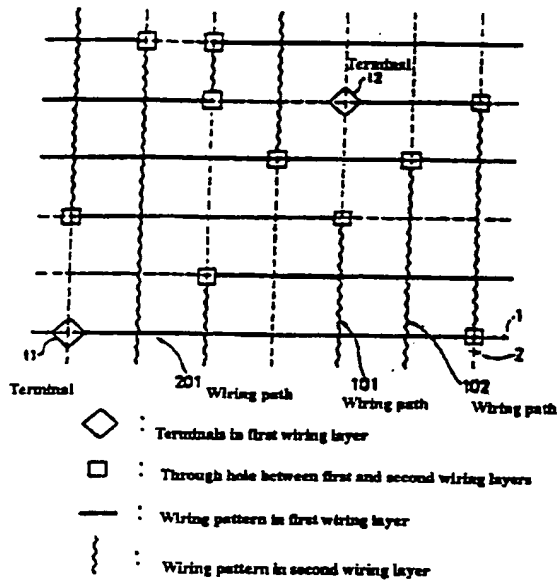 Terminal
12
1
2
11
Terminal
201
Wiring path
101
Wiring path
102
Wiring path
: Terminals in first wiring layer
: Through hole between first and second wiring layers
: Wiring pattern in first wiring layer
: Wiring pattern in second wiring layer